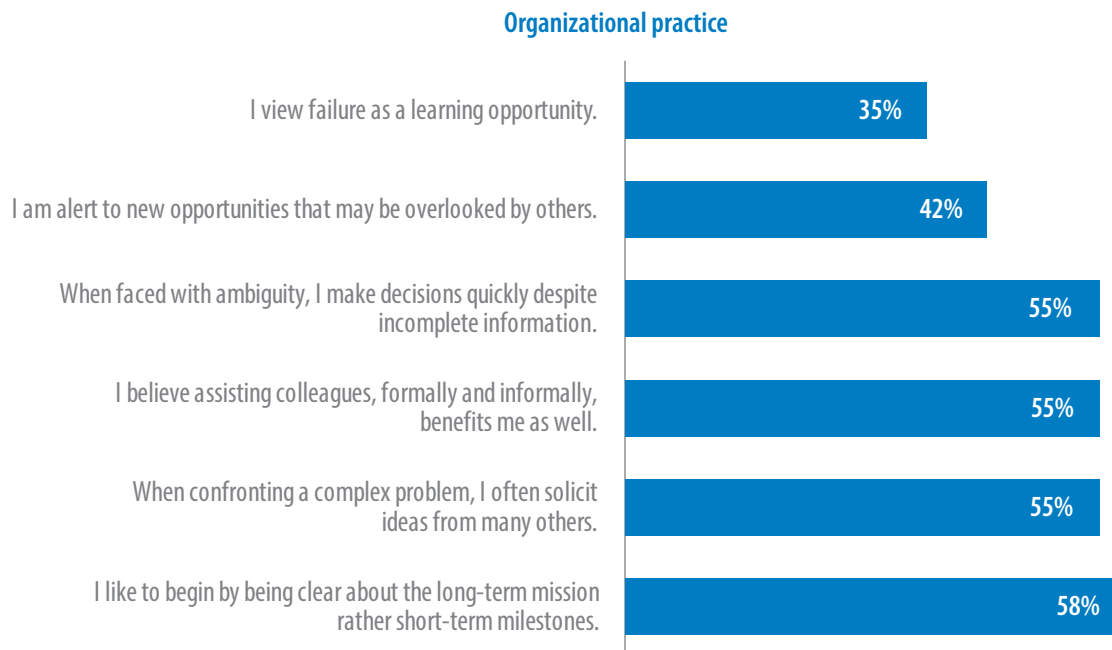 Organizational practice
I view failure as a learning opportunity.
35%
I am alert to new opportunities that may be overlooked by others.
42%
When faced with ambiguity, I make decisions quickly despite
incomplete information.
55%
I believe assisting colleagues, formally and informally,
benefits me as well.
55%
When confronting a complex problem, I often solicit
ideas from many others.
55%
I like to begin by being clear about the long-term mission
rather short-term milestones.
58%